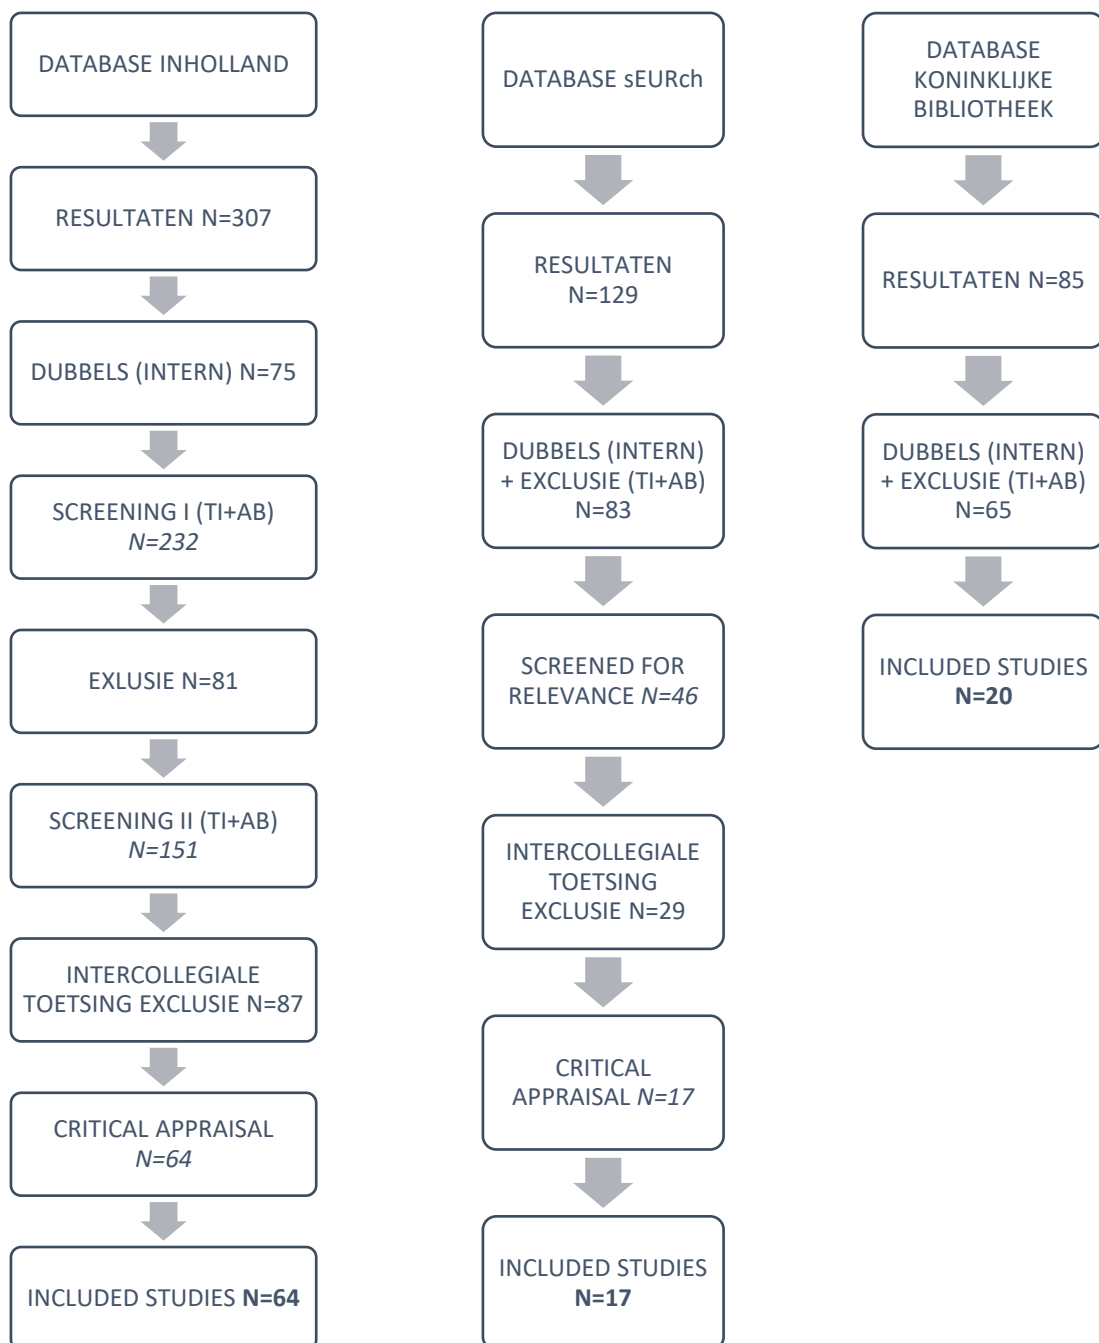 DATABASE INHOLLAND
RESULTATEN N=307
DUBBELS (INTERN) N=75
SCREENING I (TI+AB)
N=232
EXLUSIE N=81
SCREENING II (TI+AB)
N=151
INTERCOLLEGIALE
TOETSING EXCLUSIE N=87
CRITICAL APPRAISAL
N=64
INCLUDED STUDIES N=64
DATABASE sEURch
RESULTATEN
N=129
DUBBELS (INTERN)
+ EXCLUSIE (TI+AB)
N=83
SCREENED FOR
RELEVANCE N=46
INTERCOLLEGIALE
TOETSING
EXCLUSIE N=29
CRITICAL
APPRAISAL N=17
INCLUDED STUDIES
N=17
DATABASE
KONINKLIJKE
BIBLIOTHEEK
RESULTATEN N=85
DUBBELS (INTERN)
+ EXCLUSIE (TI+AB)
N=65
INCLUDED STUDIES
N=20